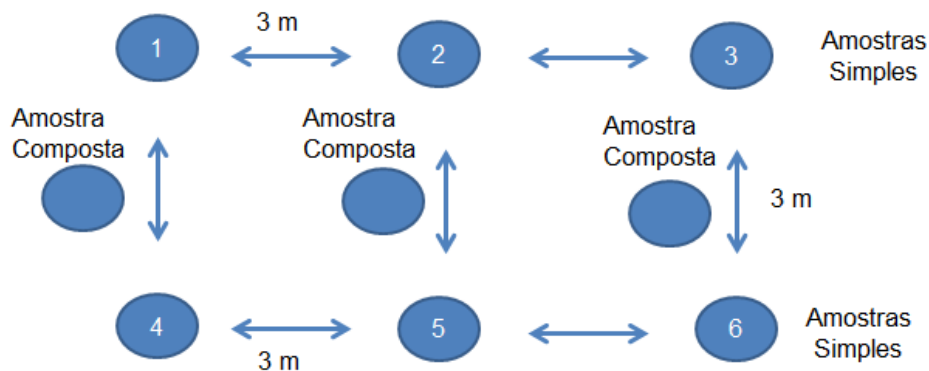 3 m
1
2
3
Amostras
Simples
Amostra
Composta
Amostra
Composta
Amostra
Composta
3 m
4
5
6
3 m
Amostras
Simples